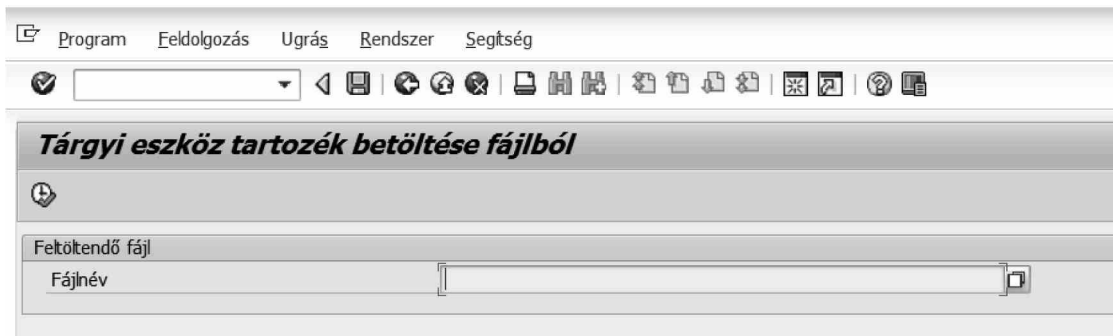 Program Feldolgozás Ugrás Rendszer Segítség
Tárgyi eszköz tartozék betöltése fájlból
Feltöltendő fájl
Fájlnév